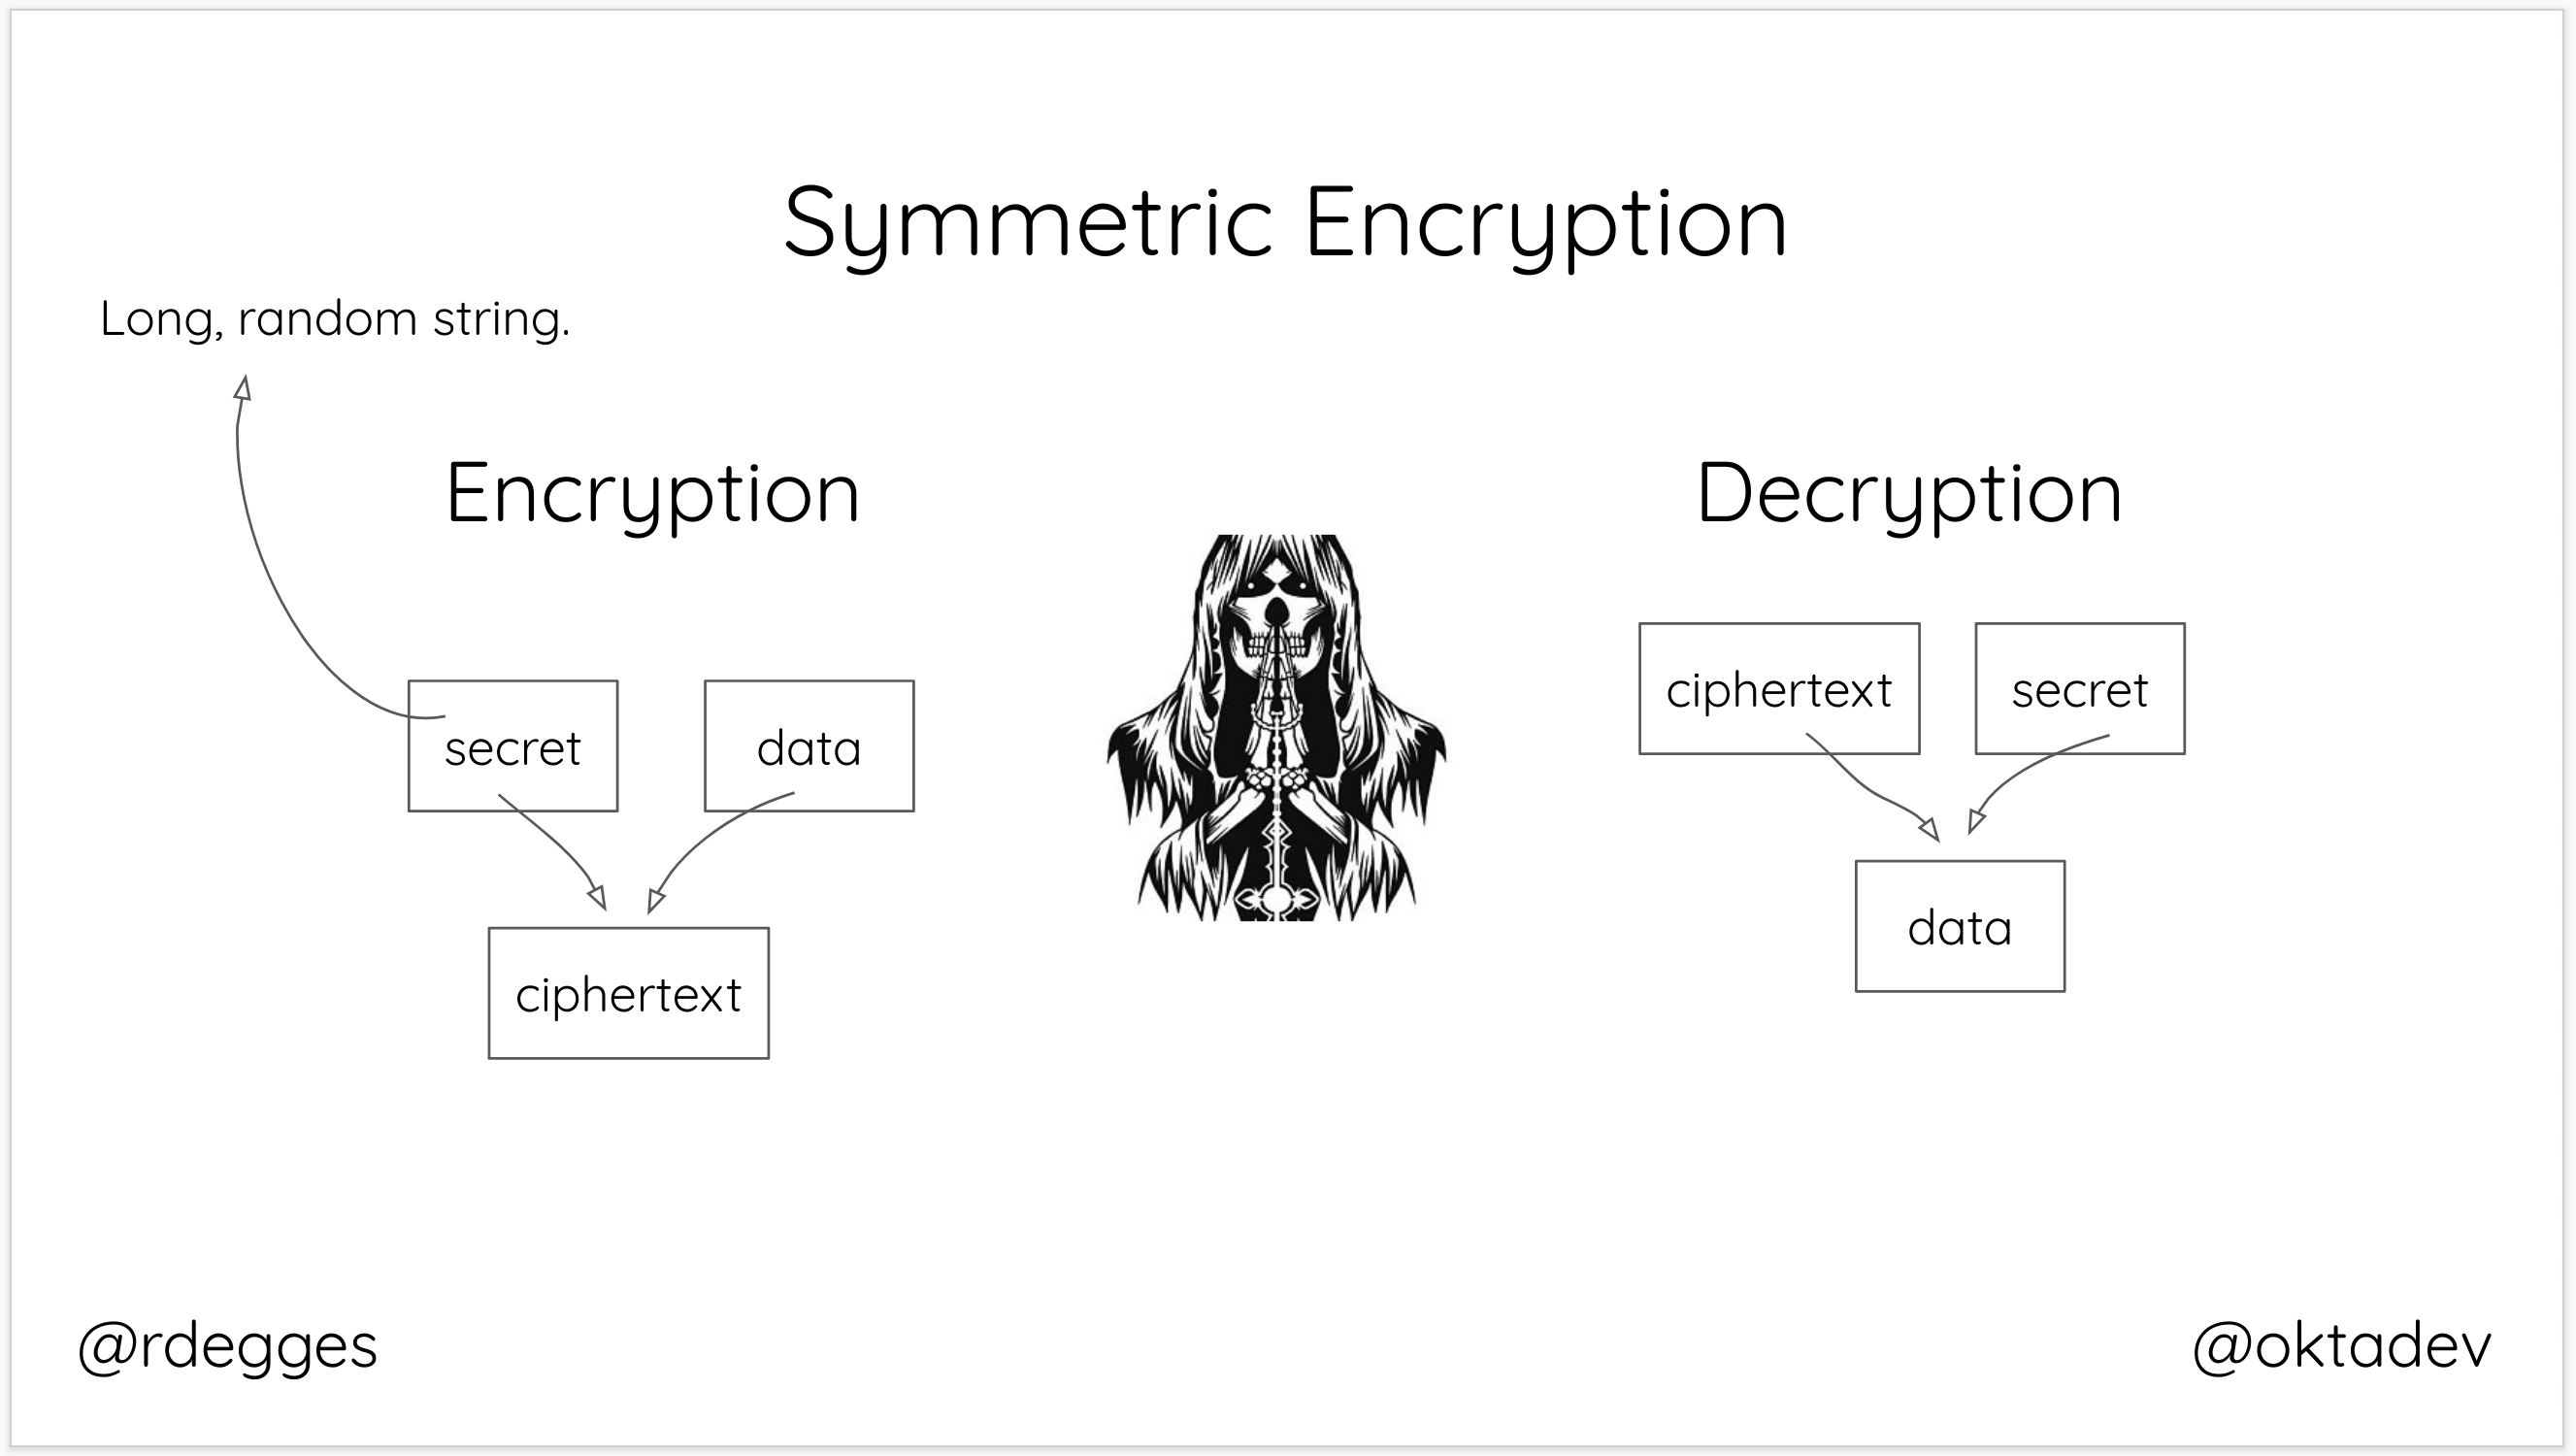 Symmetric Encryption
Long, random string.
Encryption
Decryption
secret
data
ciphertext
ciphertext
secret
data
@rdegges
@oktadev